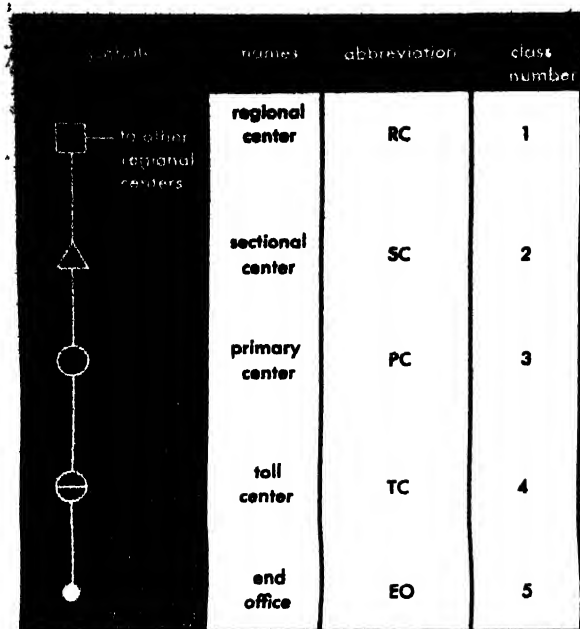 symbols names abbreviation class number
to other
regional
centers
regional center RC 1
sectional center SC 2
primary center PC 3
toll center TC 4
end office EO 5